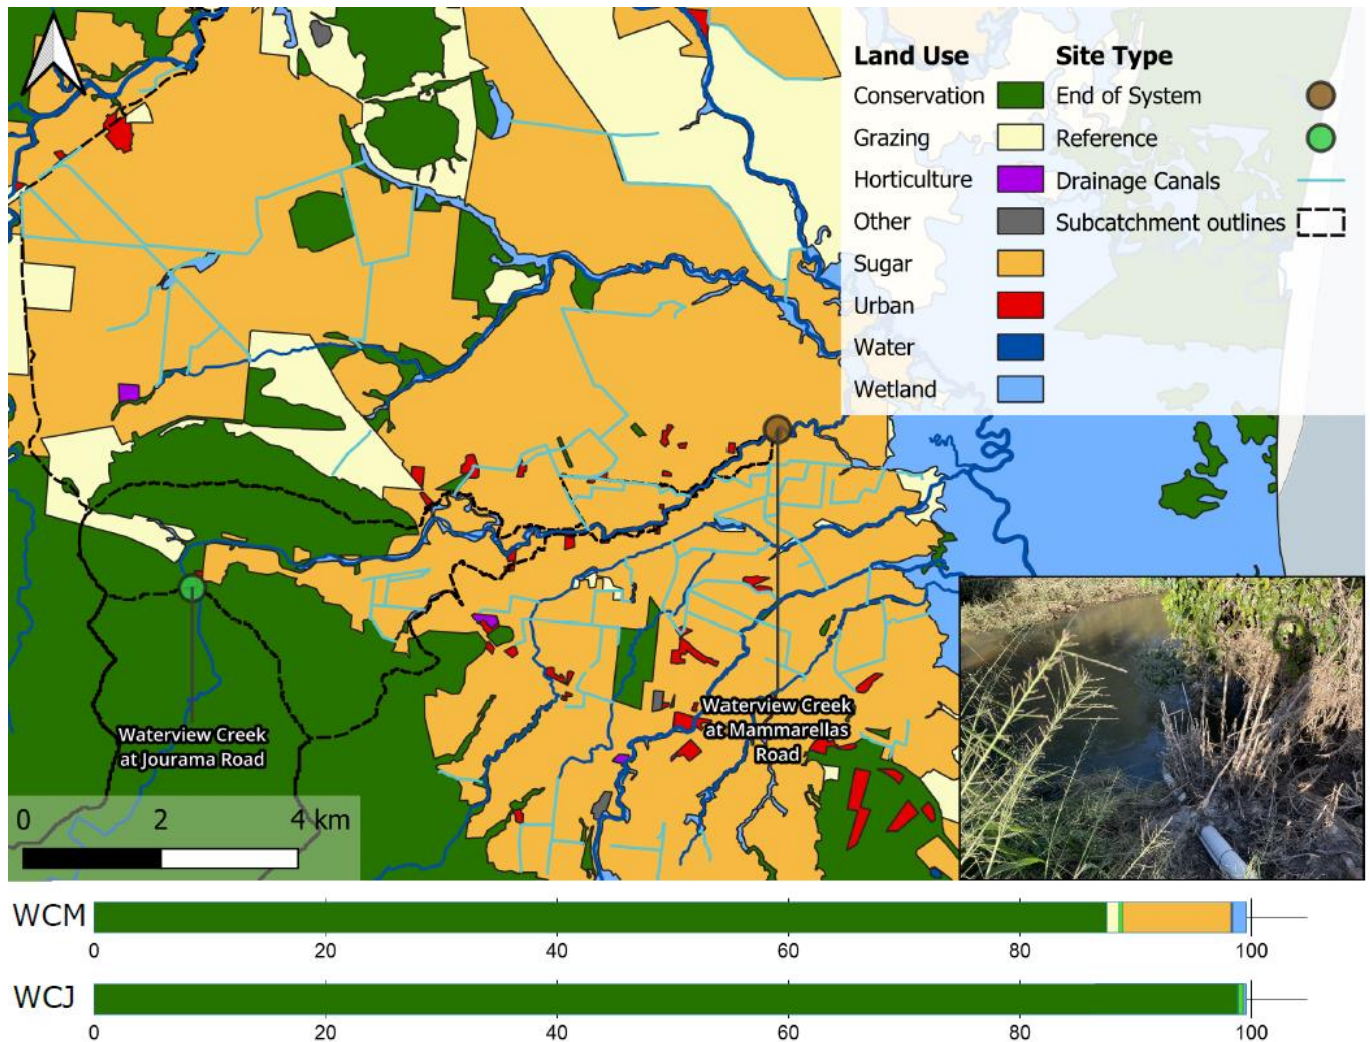 Land Use
Site Type
Conservation
End of System
Grazing
Reference
Horticulture
Drainage Canals
Other
Subcatchment outlines
Sugar
Urban
Water
Wetland
Waterview Creek
at Jourama Road
Waterview Creek
at Mammarellas
Road
0 2 4 km
WCM
0 20 40 60 80 100
WCJ
0 20 40 60 80 100